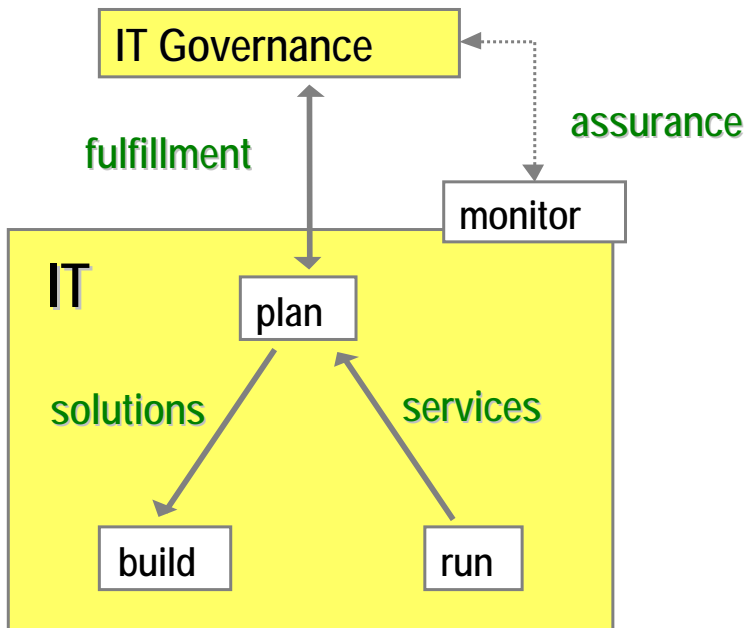 IT Governance
assurance
fulfillment
monitor
IT
plan
solutions
services
build
run